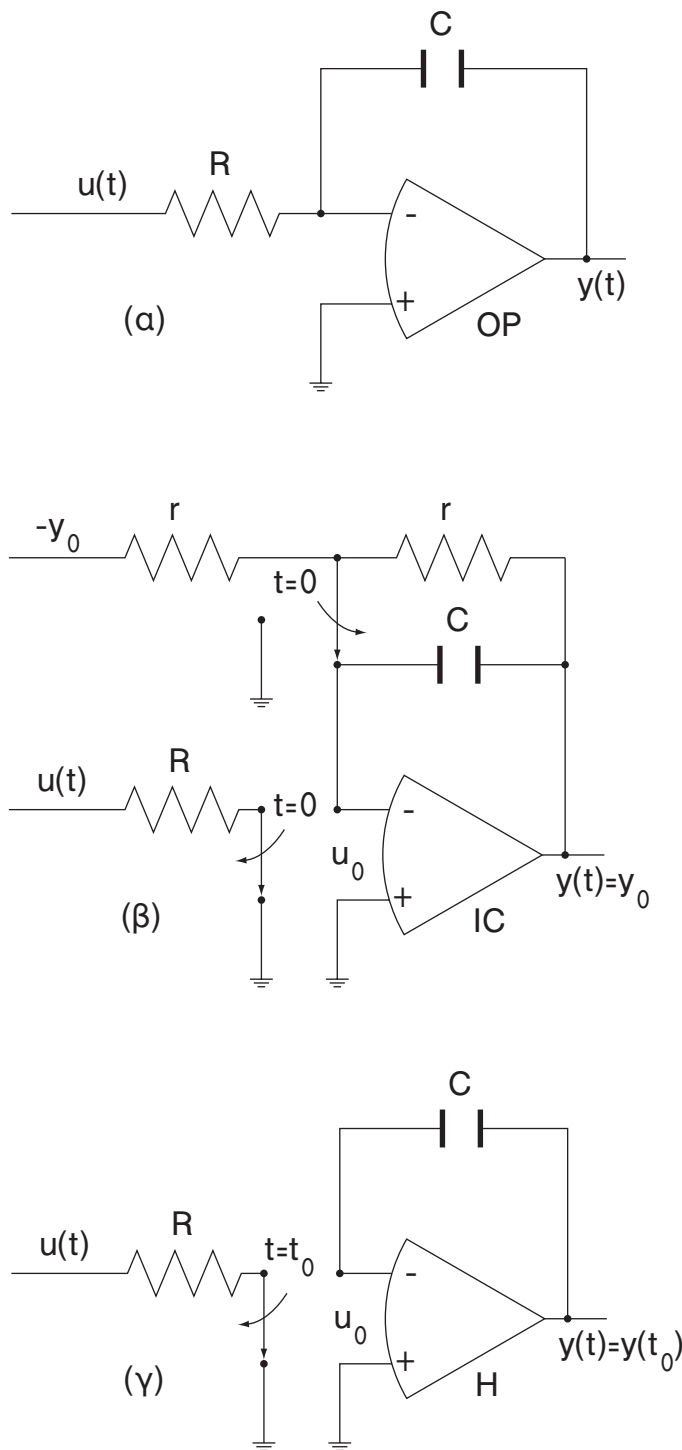 C
R
u(t)
-
+
y(t)
OP
(α)
-y₀
r
r
t=0
C
R
u(t)
t=0
-
u₀
+
y(t)=y₀
IC
(β)
C
R
u(t)
t=t₀
-
u₀
+
y(t)=y(t₀)
H
(γ)